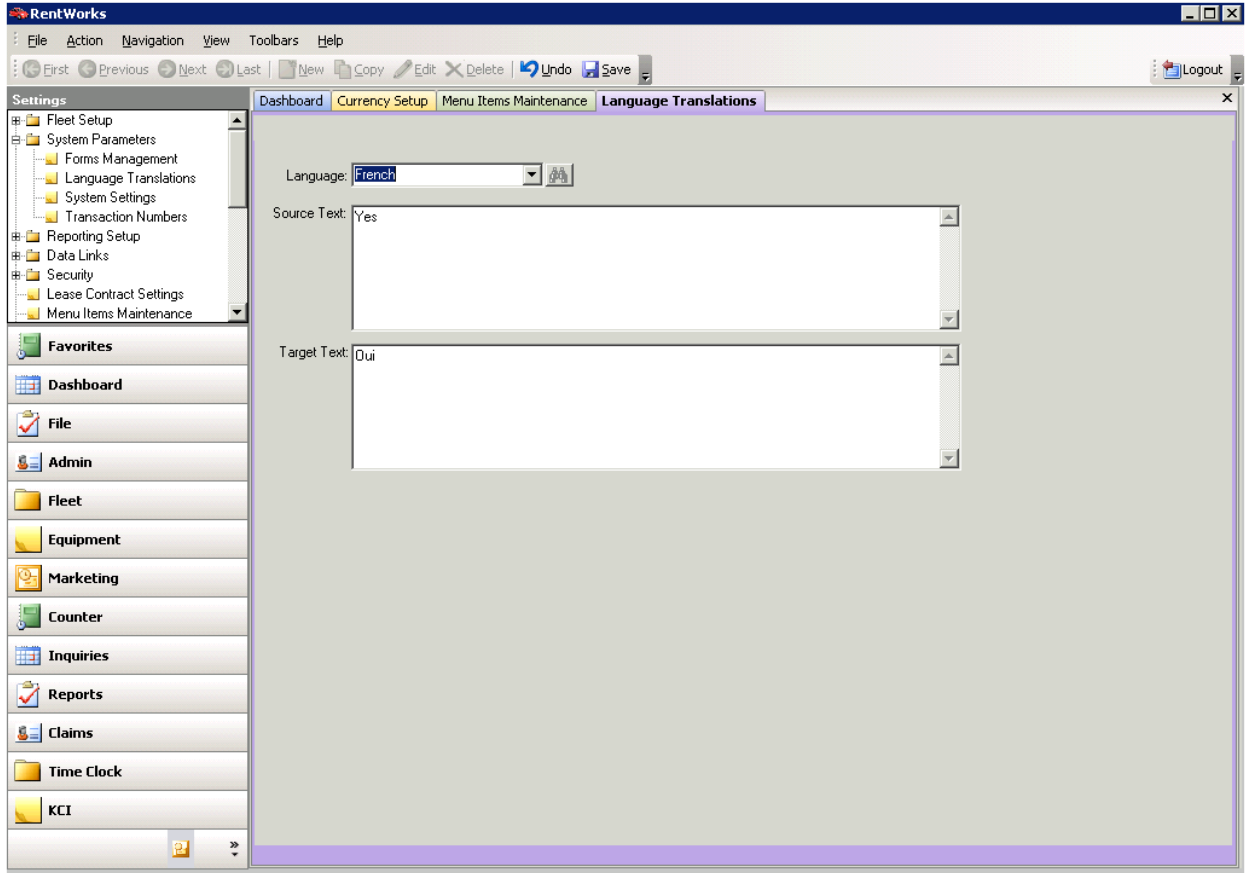 RentWorks
File Action Navigation View Toolbars Help
First Previous Next Last New Copy Edit Delete Undo Save Logout
Settings
Fleet Setup
System Parameters
Forms Management
Language Translations
System Settings
Transaction Numbers
Reporting Setup
Data Links
Security
Lease Contract Settings
Menu Items Maintenance
Favorites
Dashboard
File
Admin
Fleet
Equipment
Marketing
Counter
Inquiries
Reports
Claims
Time Clock
KCI
Dashboard Currency Setup Menu Items Maintenance Language Translations
Language: French
Source Text: Yes
Target Text: Oui